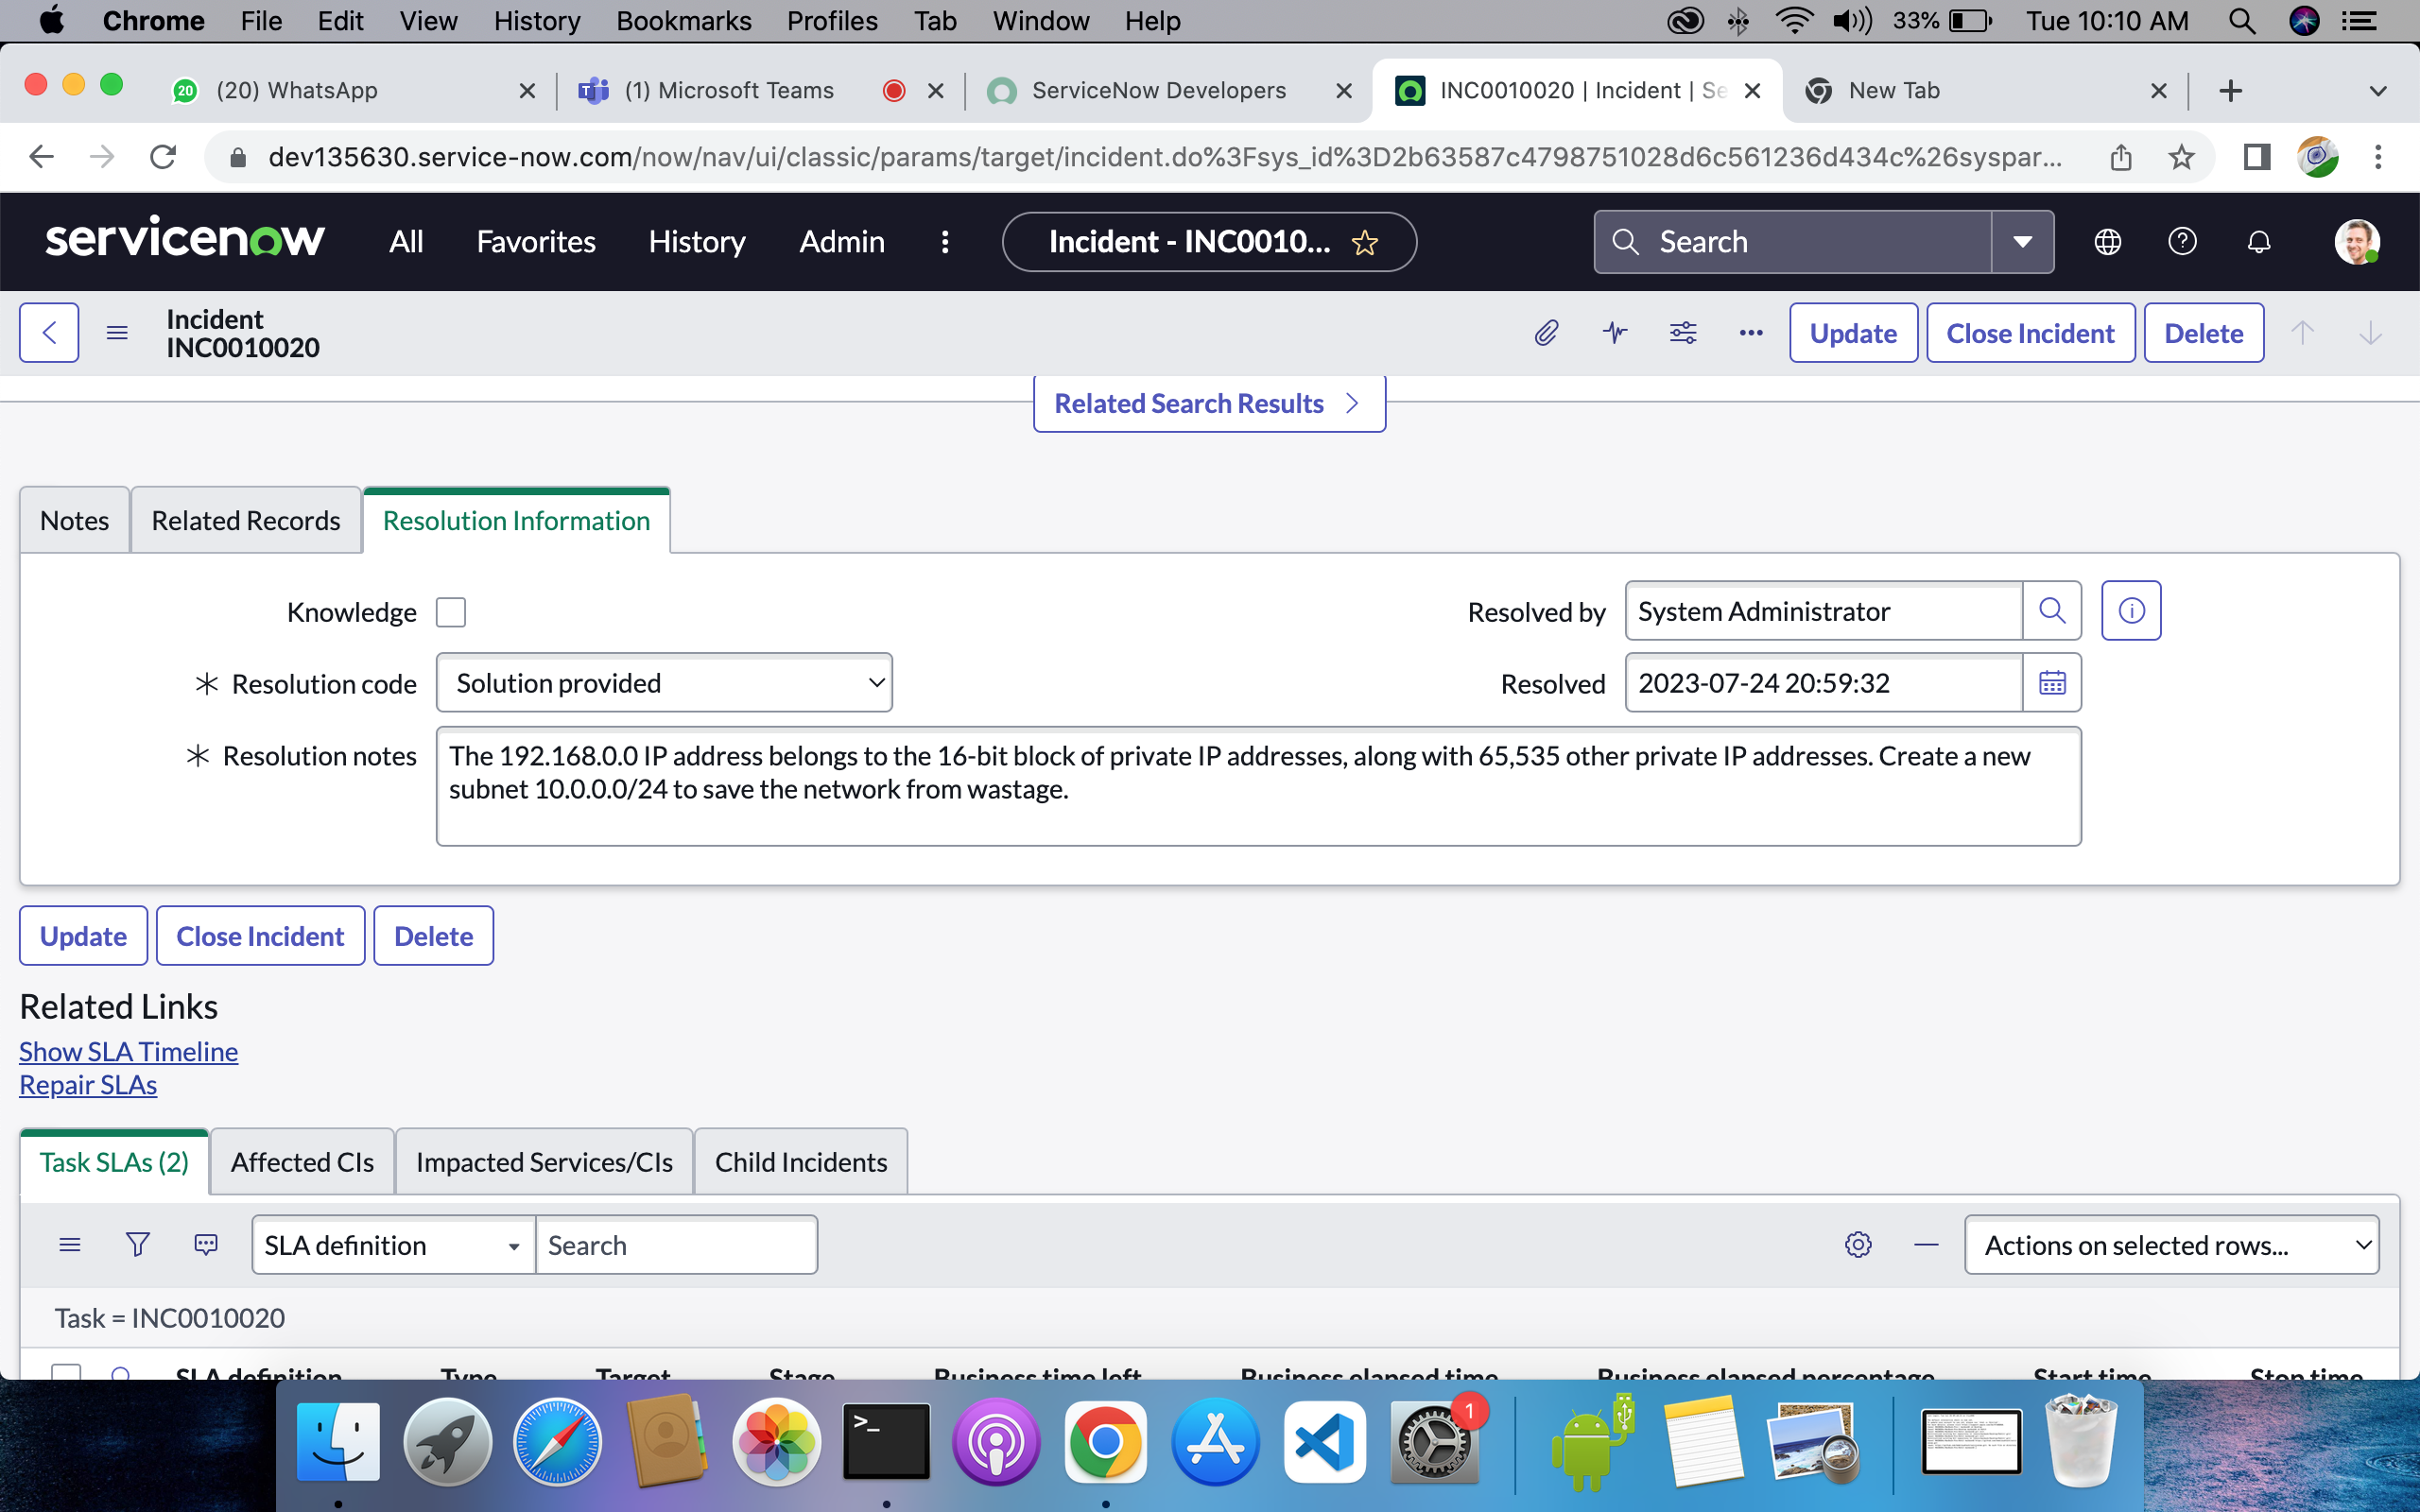 Chrome File Edit View History Bookmarks Profiles Tab Window Help 33% Tue 10:10 AM
20 (20) WhatsApp (1) Microsoft Teams ServiceNow Developers INC0010020 | Incident | Se New Tab
dev135630.service-now.com/now/nav/ui/classic/params/target/incident.do%3Fsys_id%3D2b63587c4798751028d6c561236d434c%26syspar...
servicenow All Favorites History Admin Incident - INC0010... Search
Incident
INC0010020
Update Close Incident Delete
Related Search Results
Notes Related Records Resolution Information
Knowledge
Resolved by System Administrator
Resolution code Solution provided
Resolved 2023-07-24 20:59:32
Resolution notes The 192.168.0.0 IP address belongs to the 16-bit block of private IP addresses, along with 65,535 other private IP addresses. Create a new
subnet 10.0.0.0/24 to save the network from wastage.
Update Close Incident Delete
Related Links
Show SLA Timeline
Repair SLAs
Task SLAs (2) Affected CIs Impacted Services/CIs Child Incidents
SLA definition Search Actions on selected rows...
Task = INC0010020
SLA definition Type Target Stage Business time left Business elapsed time Business elapsed percentage Start time Stop time
1